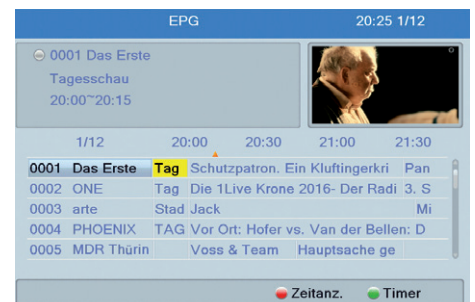 EPG 20:25 1/12
0001 Das Erste
Tagesschau
20:00~20:15
1/12 20:00 20:30 21:00 21:30
0001 Das Erste Tag Schutzpatron. Ein Kluftingerkri Pan
0002 ONE Tag Die 1Live Krone 2016- Der Radi 3. S
0003 arte Stad Jack Mi
0004 PHOENIX TAG Vor Ort: Hofer vs. Van der Bellen: D
0005 MDR Thürin Voss & Team Hauptsache ge
Zeitanz. Timer